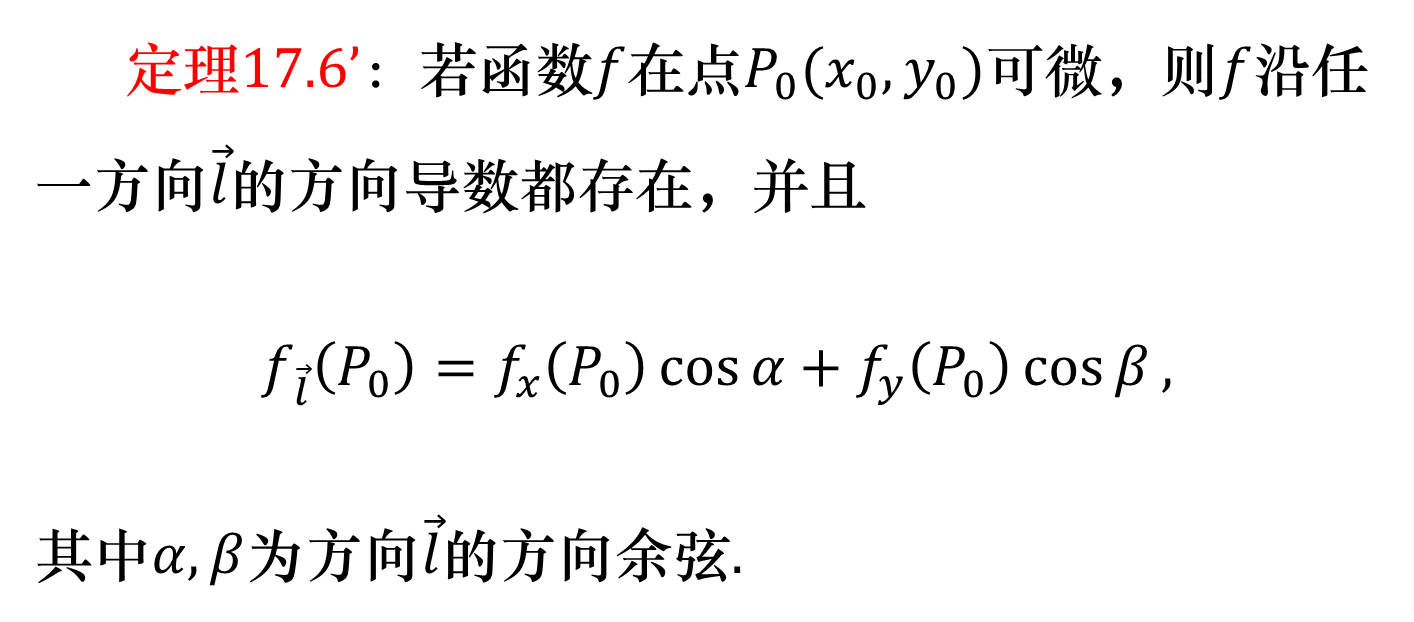 定理17.6’：若函数f在点P₀(x₀, y₀)可微，则f沿任
一方向l⃗的方向导数都存在，并且
f_l⃗(P₀) = fₓ(P₀) cos α + f_y(P₀) cos β ,
其中α, β为方向l⃗的方向余弦.